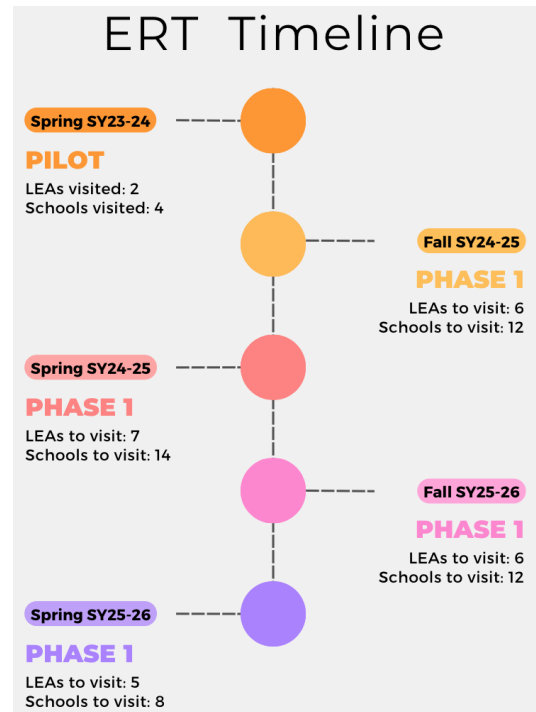 ERT Timeline
Spring SY23-24
PILOT
LEAs visited: 2
Schools visited: 4
Fall SY24-25
PHASE 1
LEAs to visit: 6
Schools to visit: 12
Spring SY24-25
PHASE 1
LEAs to visit: 7
Schools to visit: 14
Fall SY25-26
PHASE 1
LEAs to visit: 6
Schools to visit: 12
Spring SY25-26
PHASE 1
LEAs to visit: 5
Schools to visit: 8